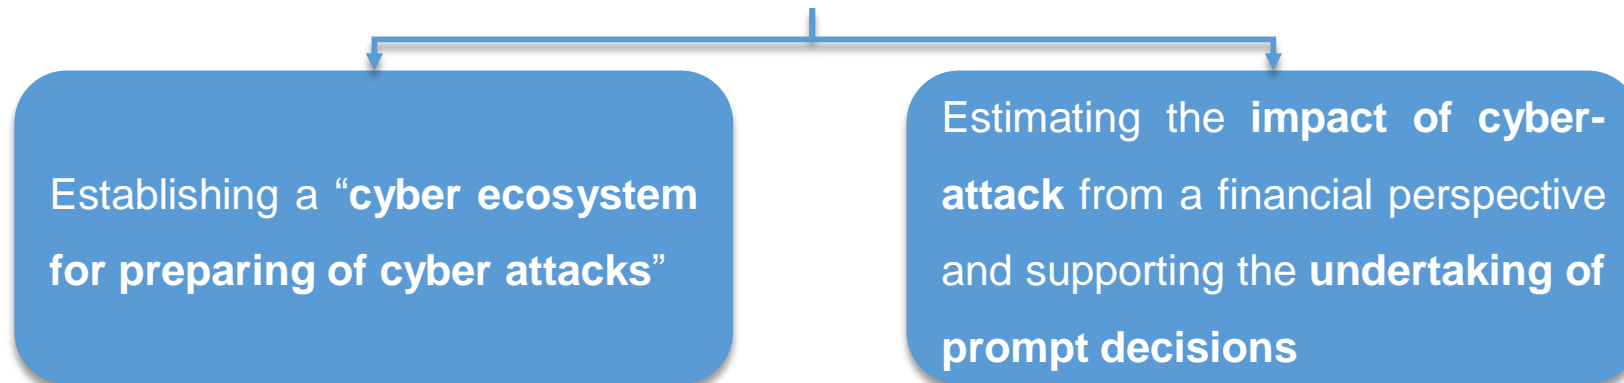 Establishing a “cyber ecosystem
for preparing of cyber attacks”
Estimating the impact of cyber-
attack from a financial perspective
and supporting the undertaking of
prompt decisions